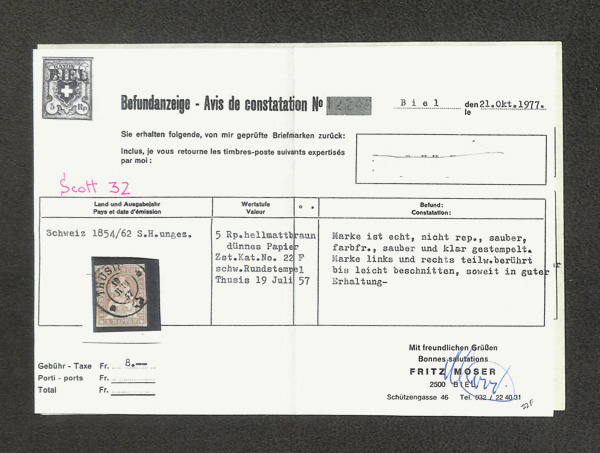 RAYON
BIEL
5 Rp.
Befundanzeige - Avis de constatation No
Biel den 21.Okt.1977.
le
Sie erhalten folgende, von mir geprüfte Briefmarken zurück:
Inclus, je vous retourne les timbres-poste suivants expertisés
par moi:
Scott 32
Land und Ausgabejahr
Pays et date d'émission
Wertstufe
Valeur
Befund:
Constatation:
Schweiz 1854/62 S.H.ungez.
5 Rp.hellmattbraun
dünnes Papier
Zst.Kat.No. 22 F
schw.Rundstempel
Thusis 19 Juli 57
Marke ist echt, nicht rep., sauber,
farbfr., sauber und klar gestempelt.
Marke links und rechts teilw.berührt
bis leicht beschnitten, soweit in guter
Erhaltung-
THUSIS
19
Gebühr - Taxe Fr. 8.--
Porti - ports Fr.
Total Fr.
Mit freundlichen Grüßen
Bonnes salutations
FRITZ MOSER
2500 BIEL
Schützengasse 46 Tel. 032 / 22 40 31
22F